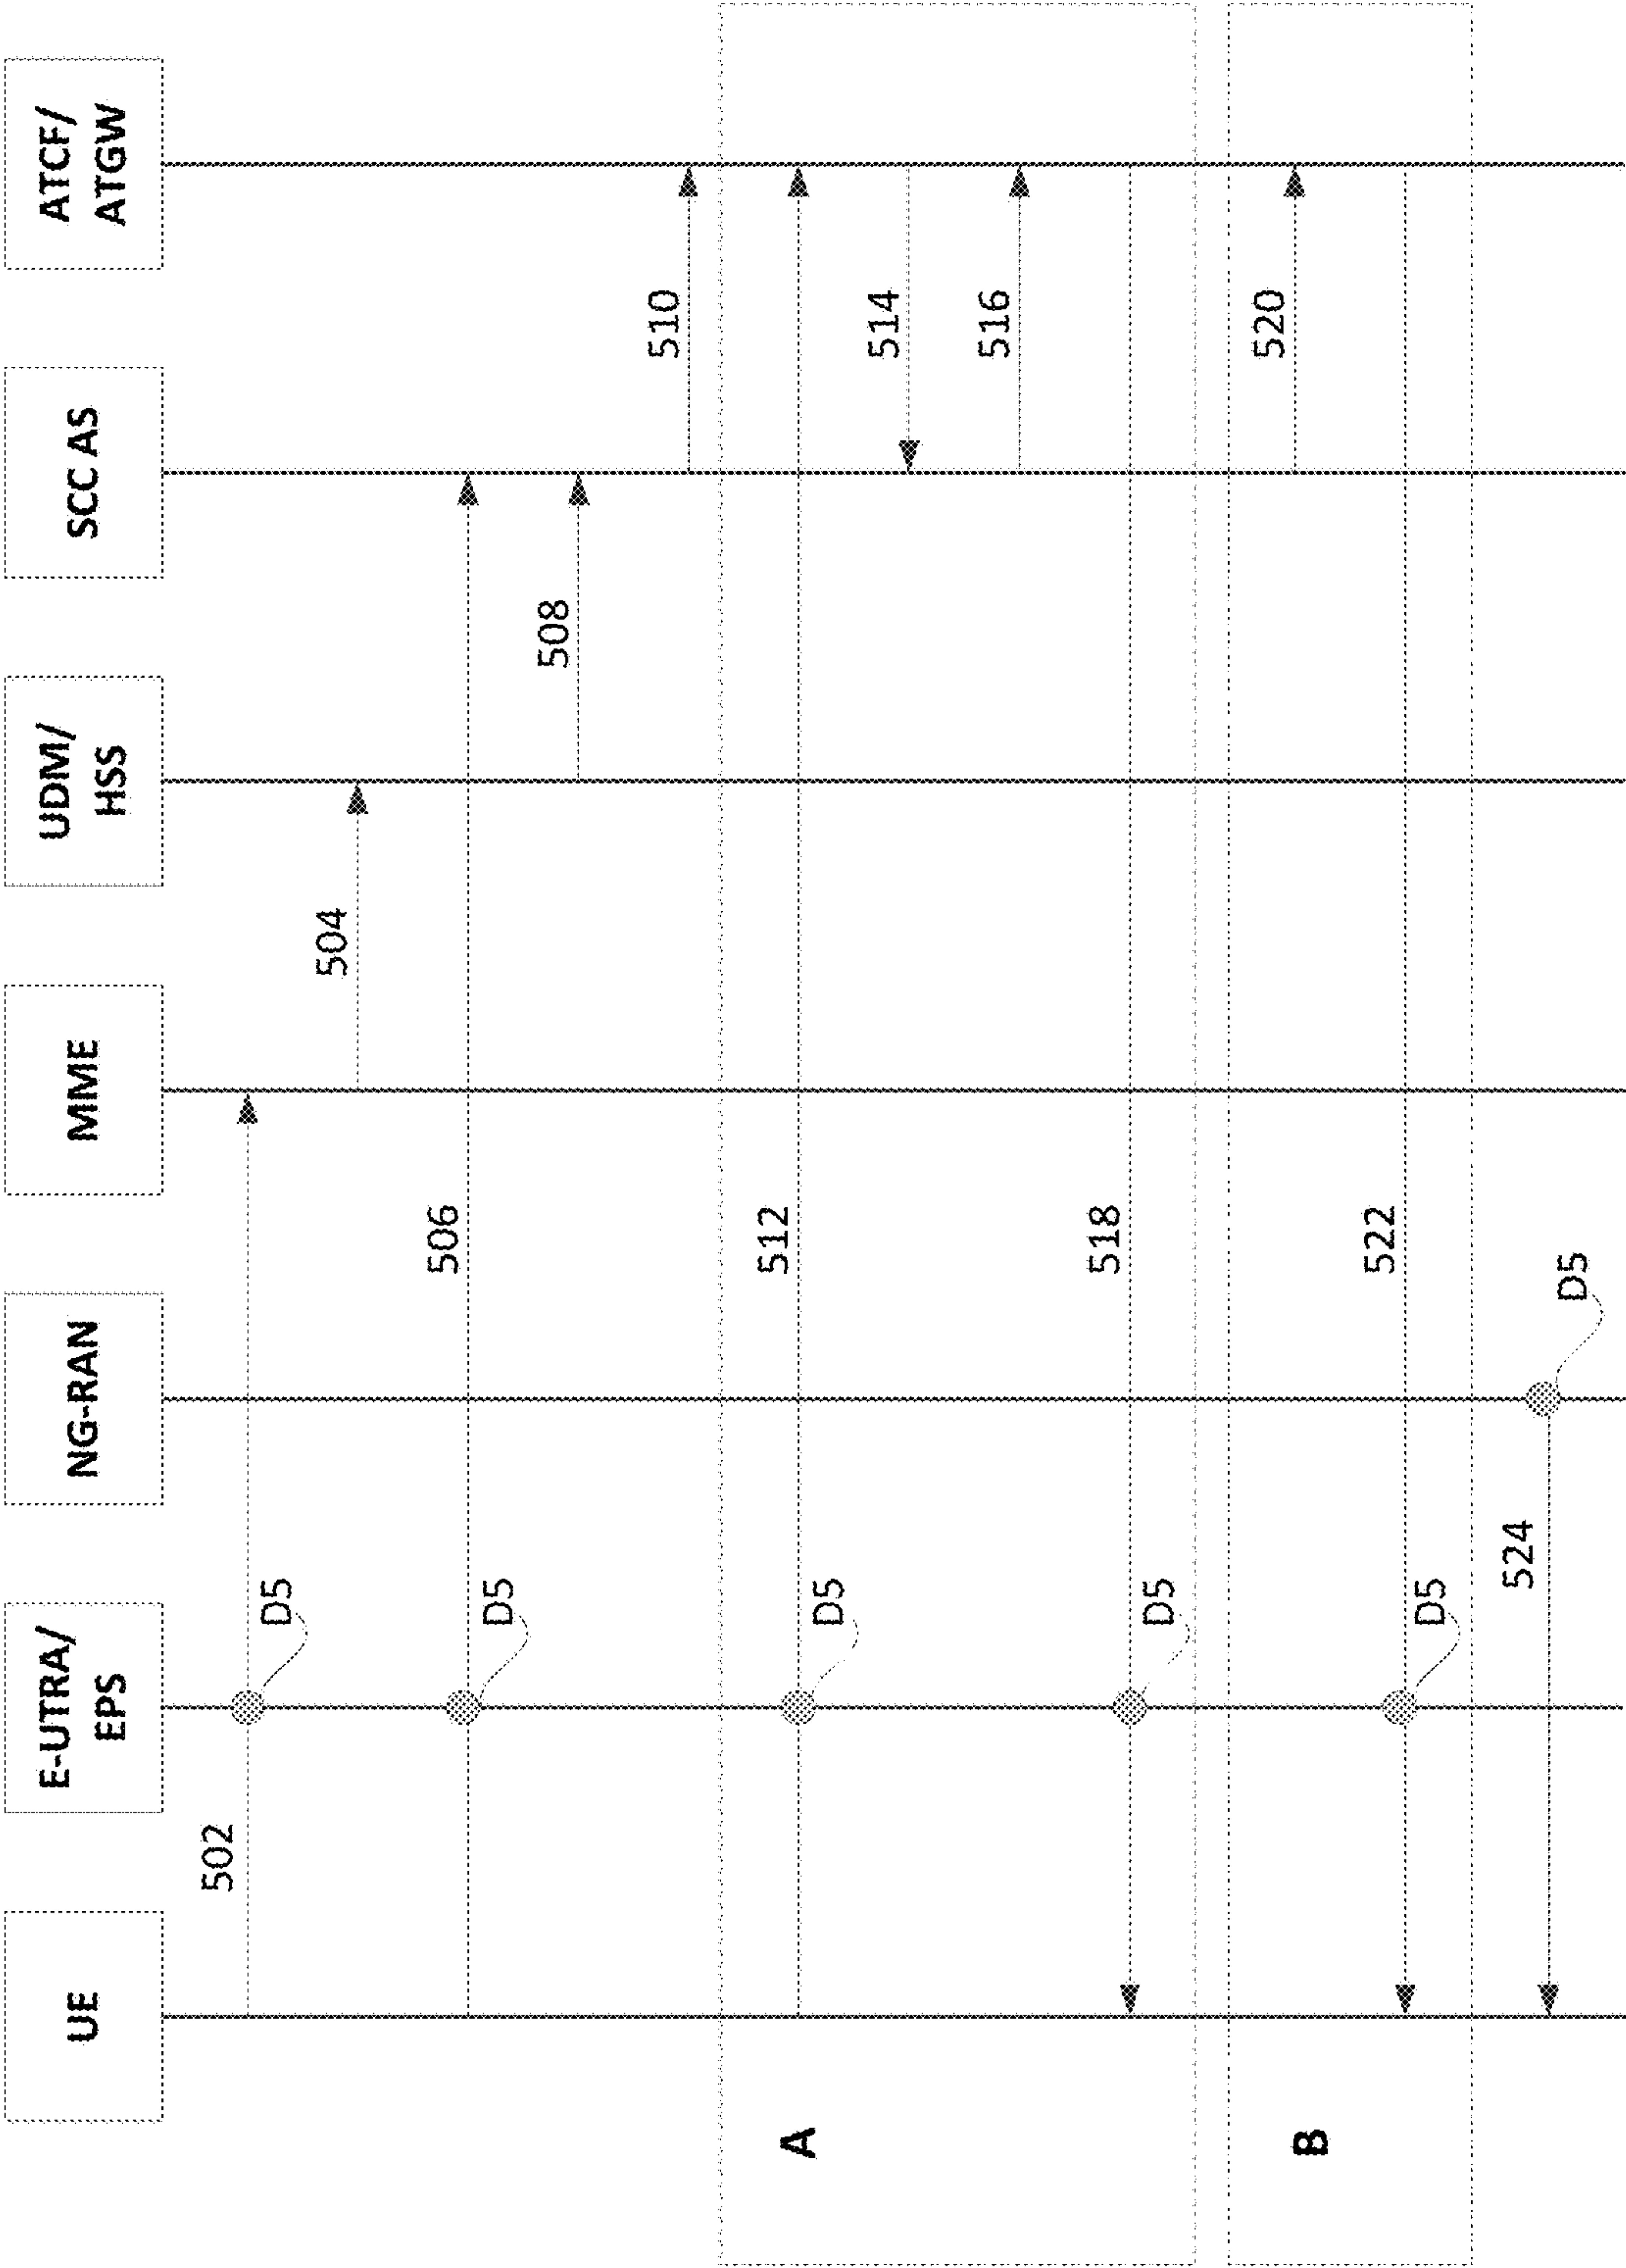 UE
E-UTRA/
EPS
NG-RAN
MME
UDM/
HSS
SCC AS
ATCF/
ATGW
502
D5
504
506
D5
508
510
A
512
D5
514
516
518
D5
B
520
522
D5
524
D5